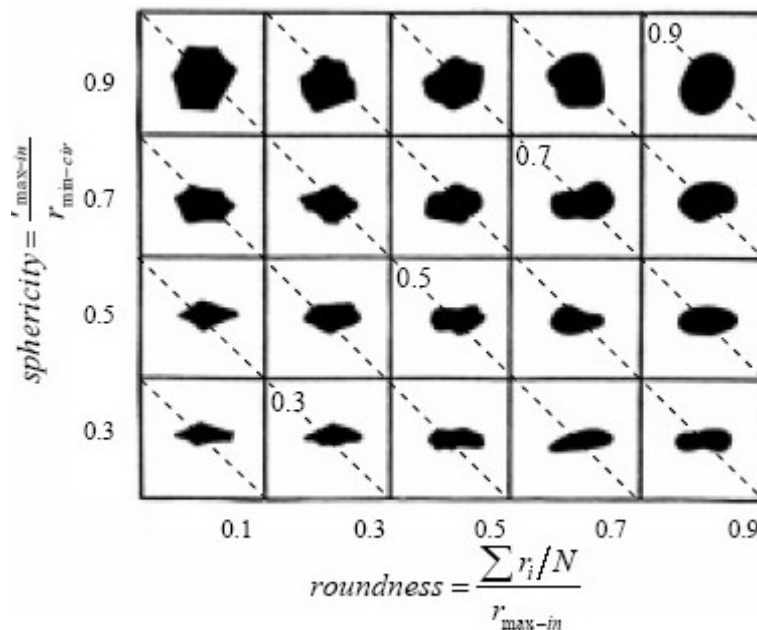 0.9
0.9
0.7
0.7
0.5
0.5
0.3
0.3
sphericity = r_max-in / r_min-cir
0.1 0.3 0.5 0.7 0.9
roundness = ∑ r_i/N / r_max-in